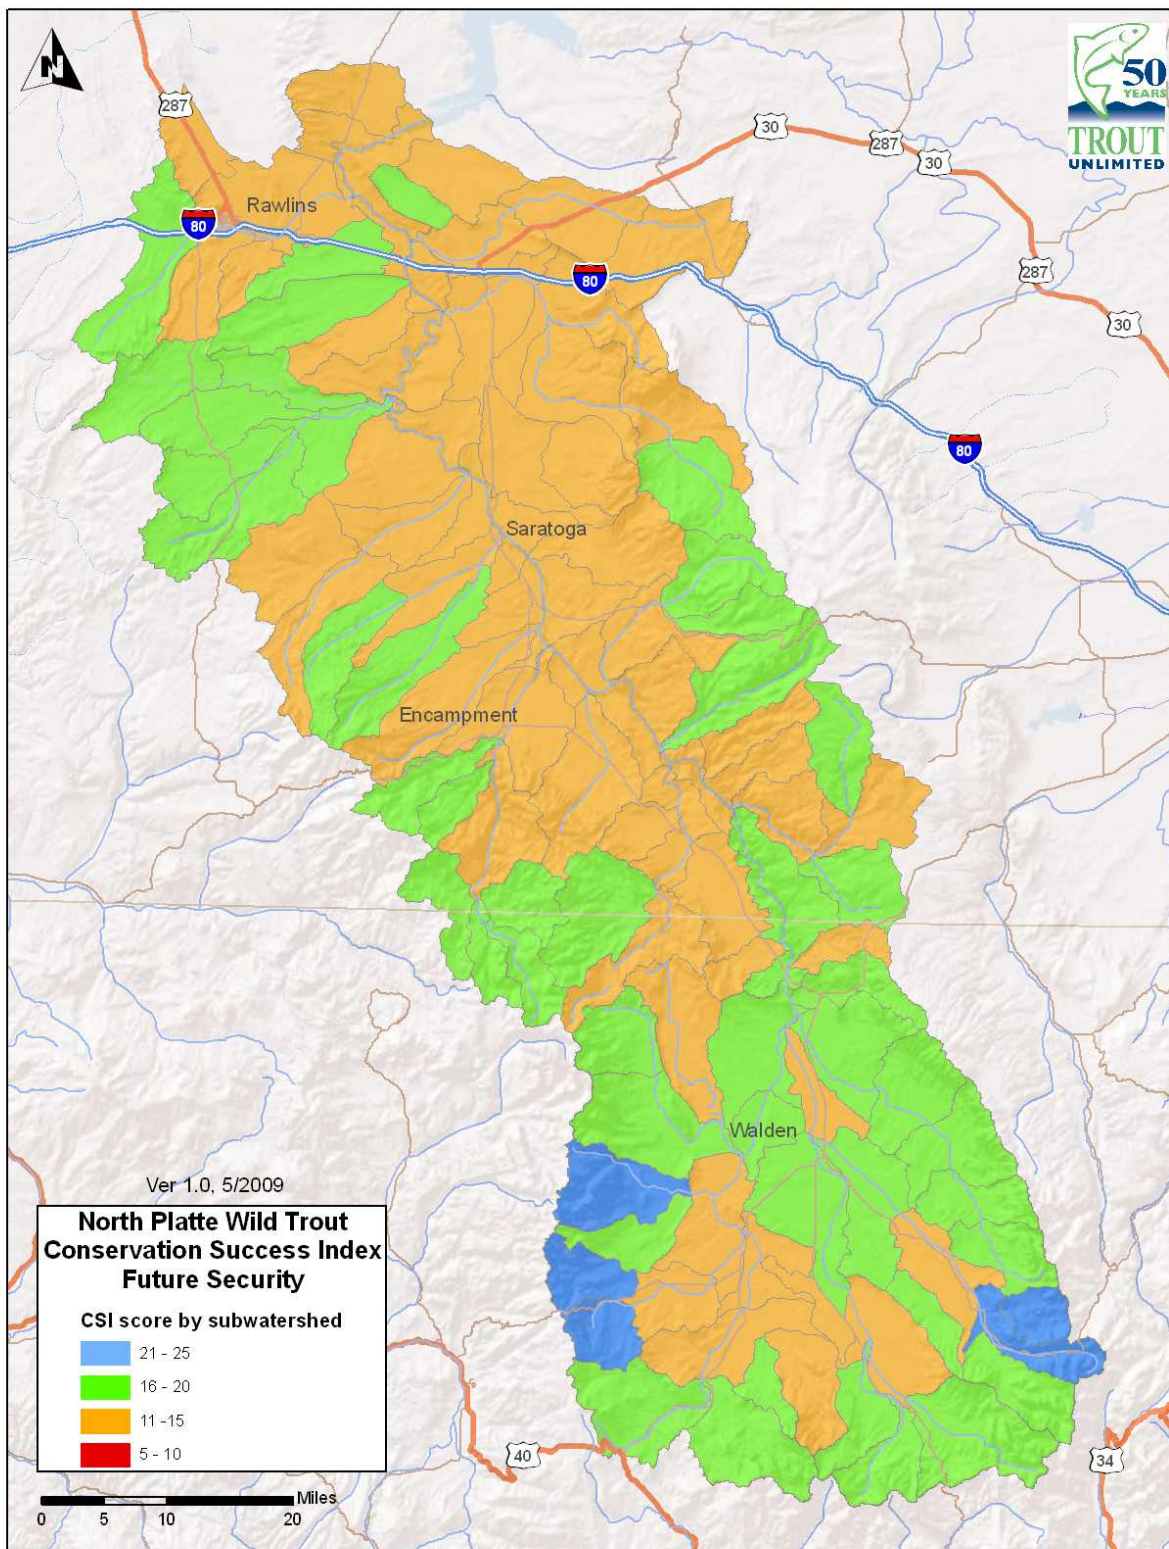 N
50
YEARS
TROUT
UNLIMITED
287
30
287
30
Rawlins
80
80
287
30
80
Saratoga
Encampment
Walden
Ver 1.0, 5/2009
North Platte Wild Trout
Conservation Success Index
Future Security
CSI score by subwatershed
21 - 25
16 - 20
11 -15
5 - 10
40
34
Miles
0 5 10 20